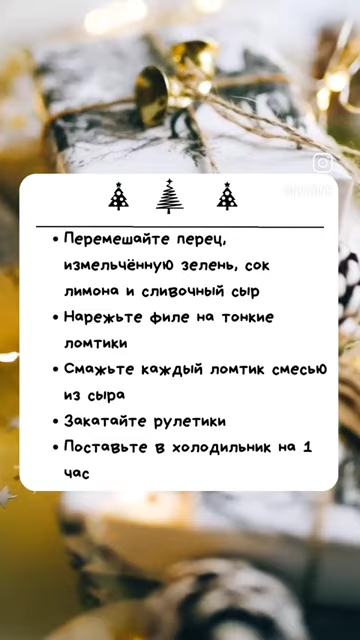 • Перемешайте перец,
измельчённую зелень, сок
лимона и сливочный сыр
• Нарежьте филе на тонкие
ломтики
• Смажьте каждый ломтик смесью
из сыра
• Закатайте рулетики
• Поставьте в холодильник на 1
час